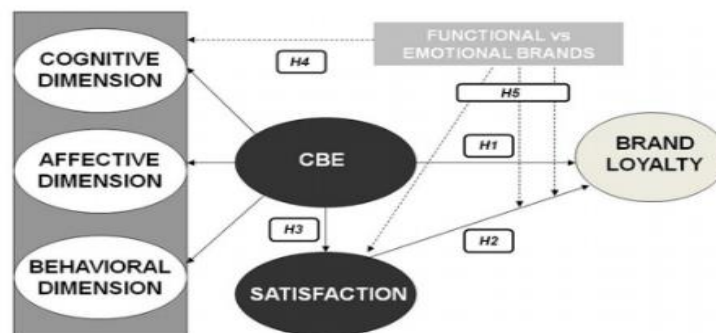 FUNCTIONAL vs
EMOTIONAL BRANDS
COGNITIVE
DIMENSION
H4
H5
AFFECTIVE
DIMENSION
CBE
H1
BRAND
LOYALTY
H3
H2
BEHAVIORAL
DIMENSION
SATISFACTION